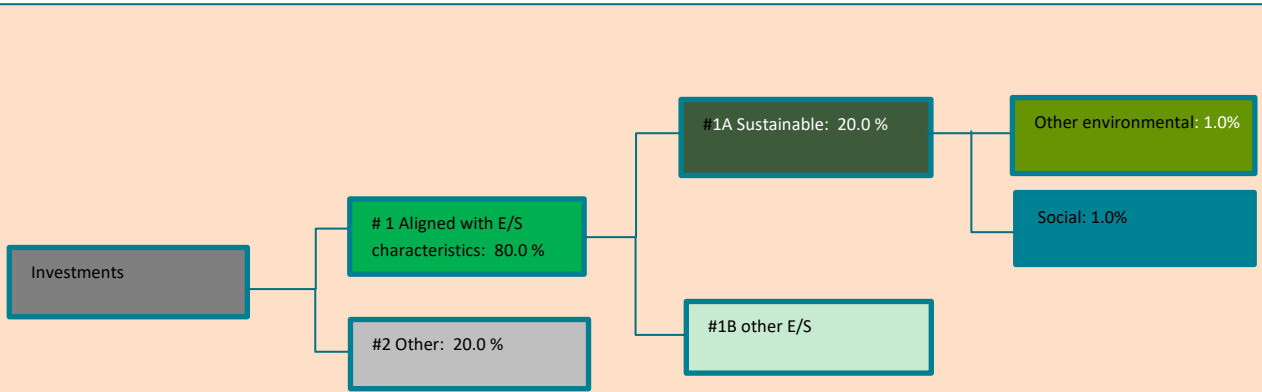 Investments
# 1 Aligned with E/S
characteristics: 80.0 %
#2 Other: 20.0 %
#1A Sustainable: 20.0 %
#1B other E/S
Other environmental: 1.0%
Social: 1.0%